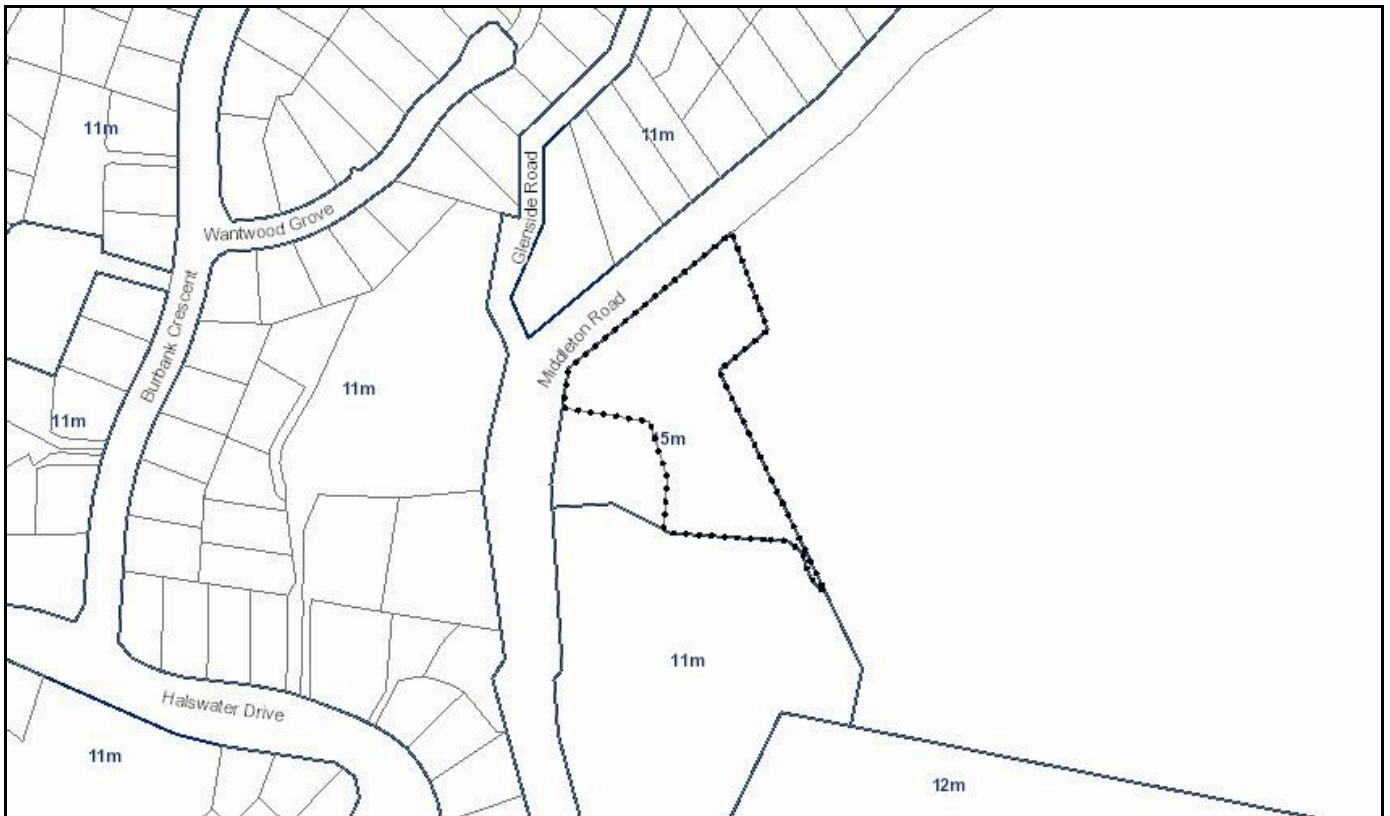 11m
11m
Glenside Road
Wantwood Grove
Middleton Road
Burbank Crescent
11m
11m
5m
11m
Halswater Drive
11m
12m